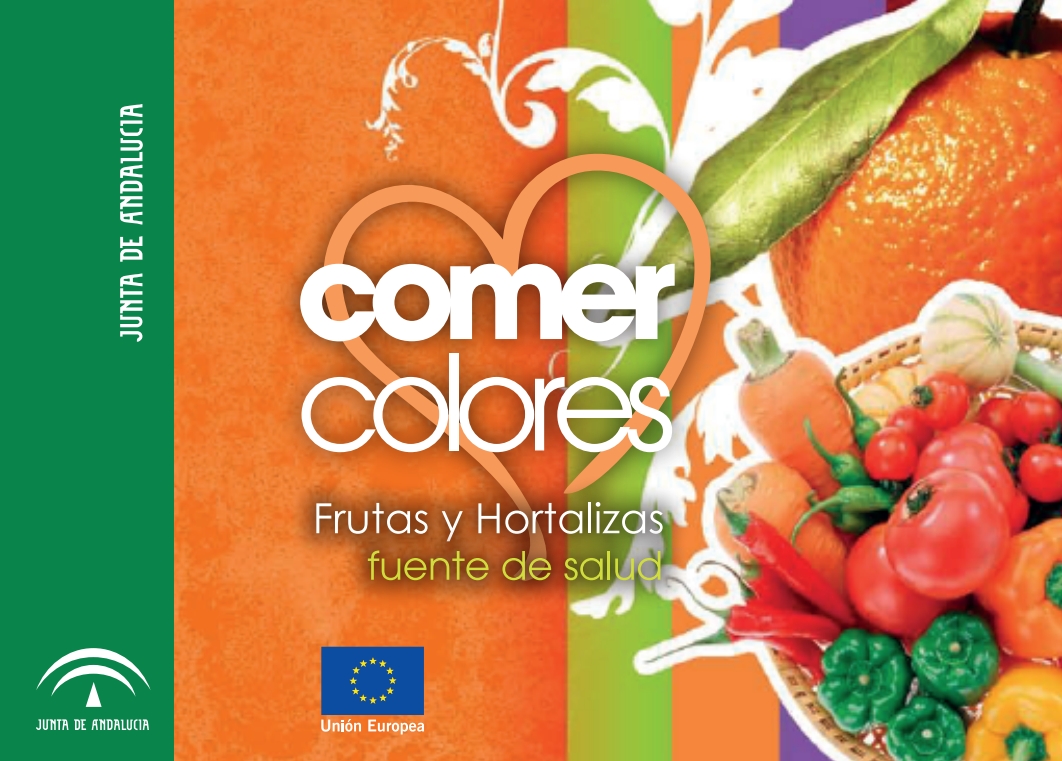 JUNTA DE ANDALUCIA
comer
colores
Frutas y Hortalizas
fuente de salud
JUNTA DE ANDALUCIA
Unión Europea